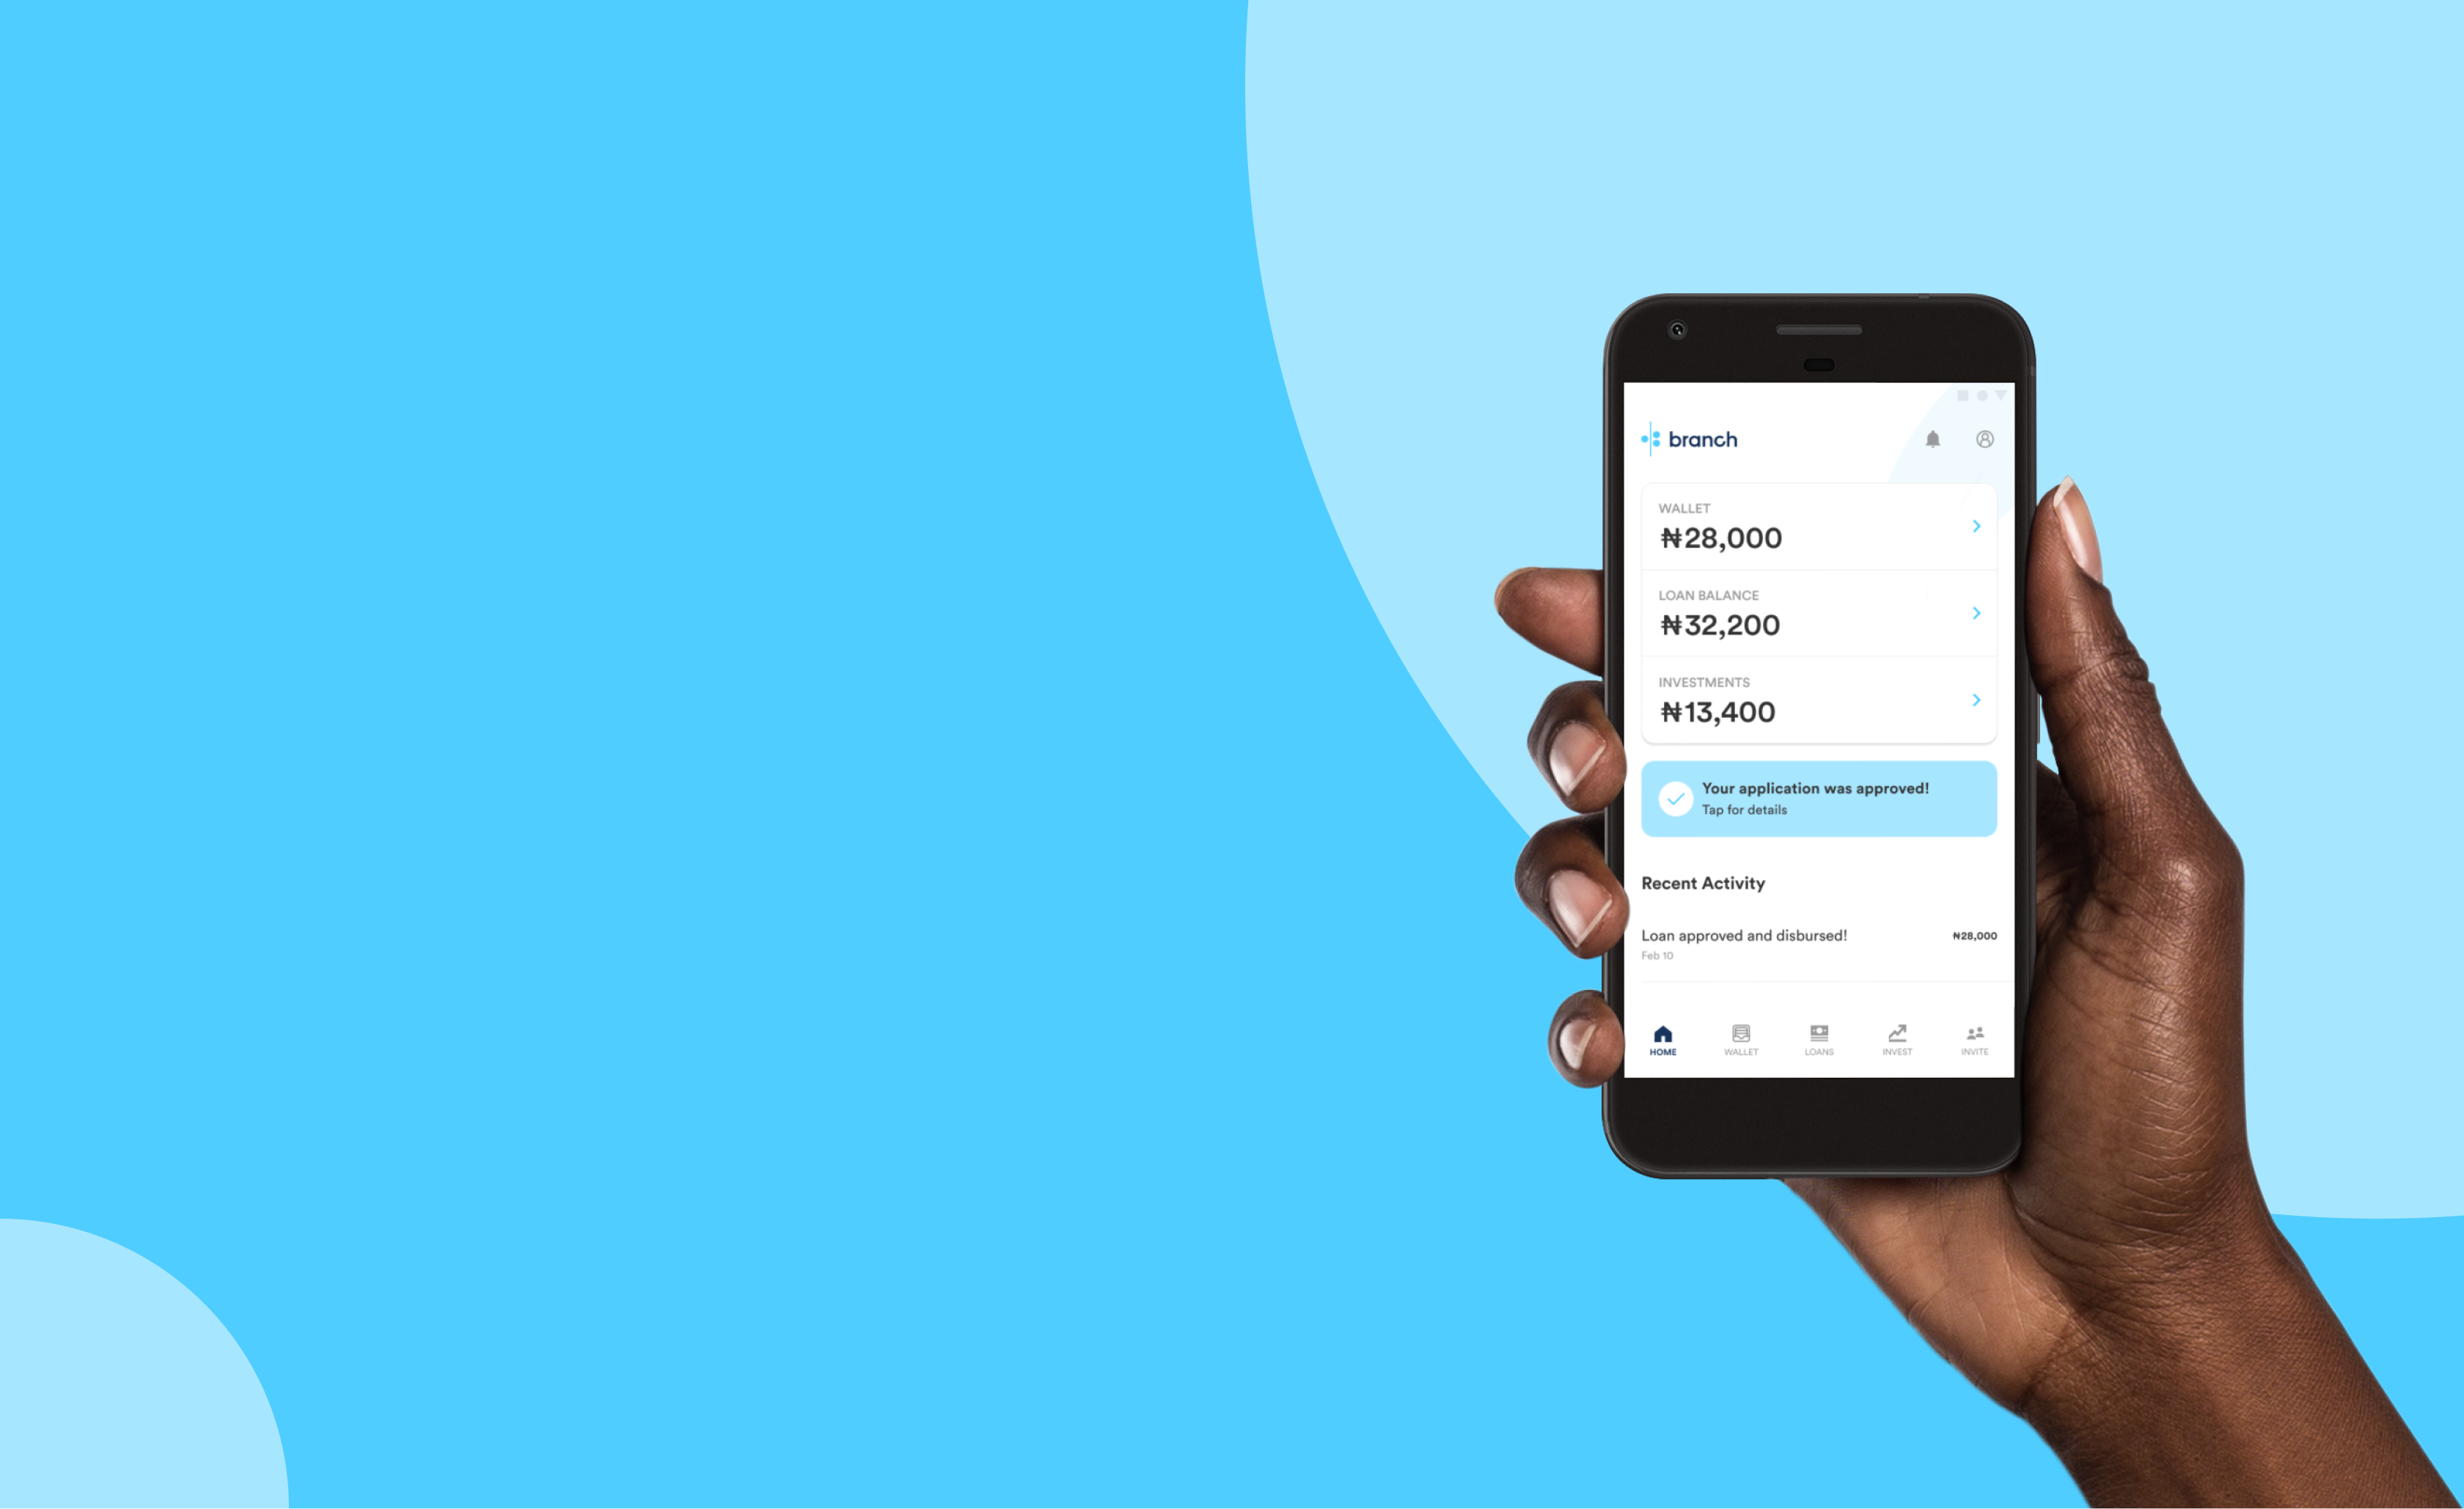 branch
WALLET
₦28,000
LOAN BALANCE
₦32,200
INVESTMENTS
₦13,400
Your application was approved!
Tap for details
Recent Activity
Loan approved and disbursed! ₦28,000
Feb 10
HOME WALLET LOANS INVEST INVITE